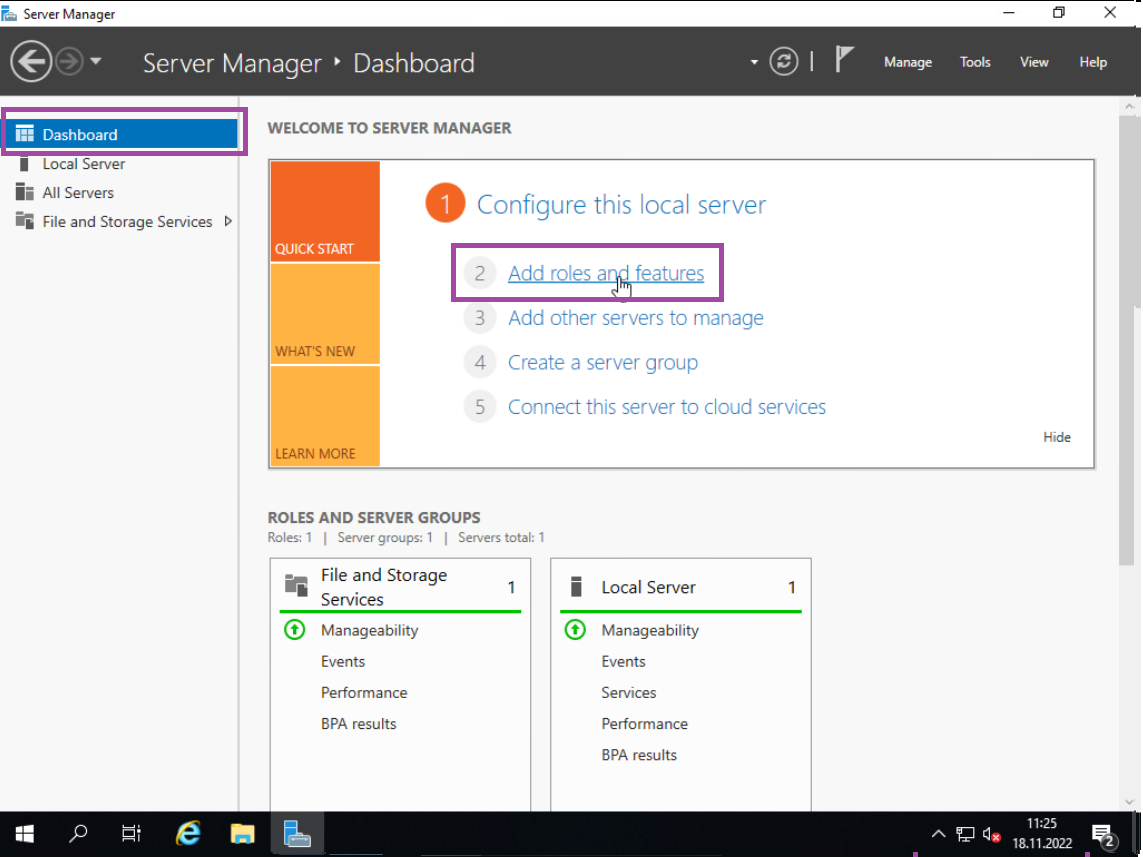 Server Manager
Server Manager ‣ Dashboard
Manage Tools View Help
Dashboard
Local Server
All Servers
File and Storage Services
WELCOME TO SERVER MANAGER
QUICK START
WHAT'S NEW
LEARN MORE
1 Configure this local server
2 Add roles and features
3 Add other servers to manage
4 Create a server group
5 Connect this server to cloud services
Hide
ROLES AND SERVER GROUPS
Roles: 1 | Server groups: 1 | Servers total: 1
File and Storage
Services 1
Manageability
Events
Performance
BPA results
Local Server 1
Manageability
Events
Services
Performance
BPA results
11:25
18.11.2022
2